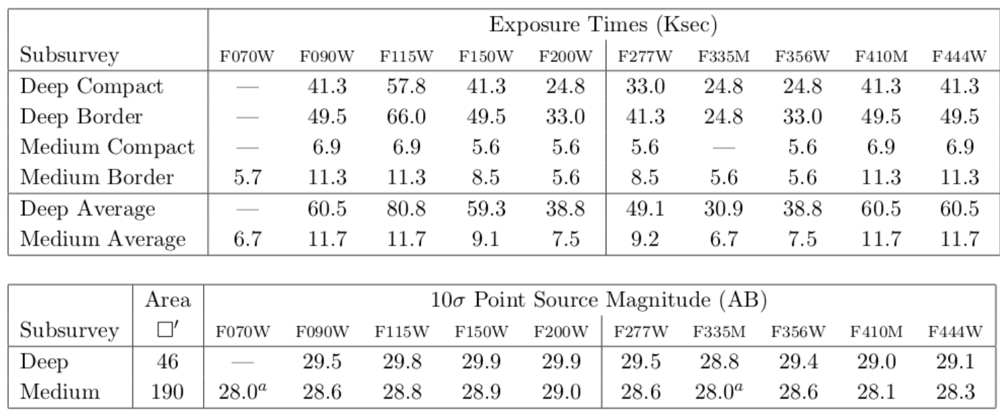 Exposure Times (Ksec)
Subsurvey F070W F090W F115W F150W F200W F277W F335M F356W F410M F444W
Deep Compact — 41.3 57.8 41.3 24.8 33.0 24.8 24.8 41.3 41.3
Deep Border — 49.5 66.0 49.5 33.0 41.3 24.8 33.0 49.5 49.5
Medium Compact — 6.9 6.9 5.6 5.6 5.6 — 5.6 6.9 6.9
Medium Border 5.7 11.3 11.3 8.5 5.6 8.5 5.6 5.6 11.3 11.3
Deep Average — 60.5 80.8 59.3 38.8 49.1 30.9 38.8 60.5 60.5
Medium Average 6.7 11.7 11.7 9.1 7.5 9.2 6.7 7.5 11.7 11.7
Area 10σ Point Source Magnitude (AB)
Subsurvey □′ F070W F090W F115W F150W F200W F277W F335M F356W F410M F444W
Deep 46 — 29.5 29.8 29.9 29.9 29.5 28.8 29.4 29.0 29.1
Medium 190 28.0ᵃ 28.6 28.8 28.9 29.0 28.6 28.0ᵃ 28.6 28.1 28.3